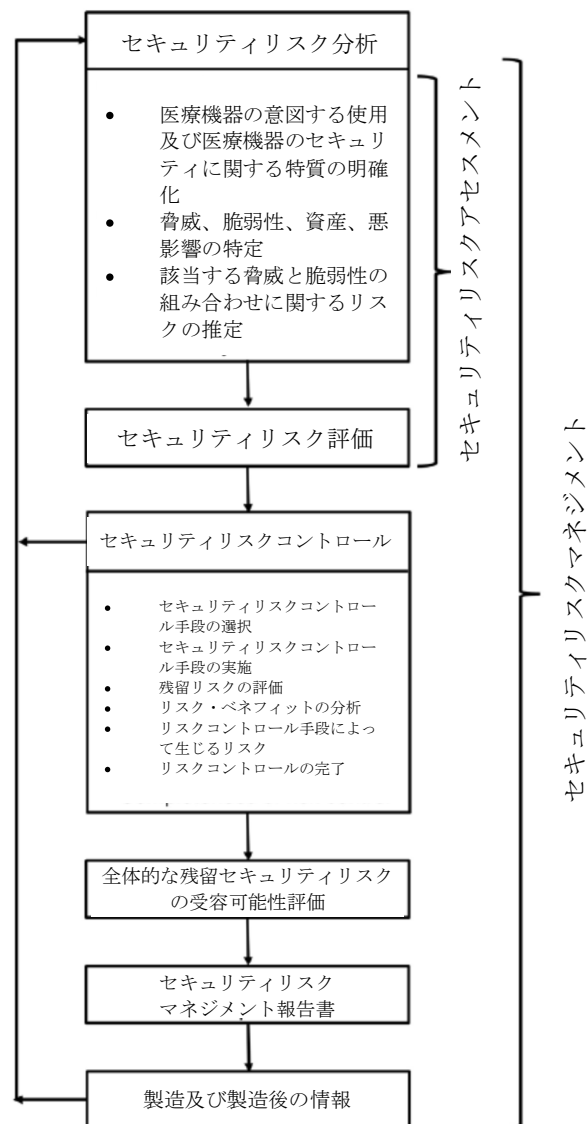 セキュリティリスク分析
• 医療機器の意図する使用
及び医療機器のセキュリ
ティに関する特質の明確
化
• 脅威、脆弱性、資産、悪
影響の特定
• 該当する脅威と脆弱性の
組み合わせに関するリス
クの推定
セキュリティリスク評価
セキュリティリスクアセスメント
セキュリティリスクコントロール
• セキュリティリスクコントロー
ル手段の選択
• セキュリティリスクコントロー
ル手段の実施
• 残留リスクの評価
• リスク・ベネフィットの分析
• リスクコントロール手段によっ
て生じるリスク
• リスクコントロールの完了
全体的な残留セキュリティリスク
の受容可能性評価
セキュリティリスク
マネジメント報告書
製造及び製造後の情報
セキュリティリスクマネジメント